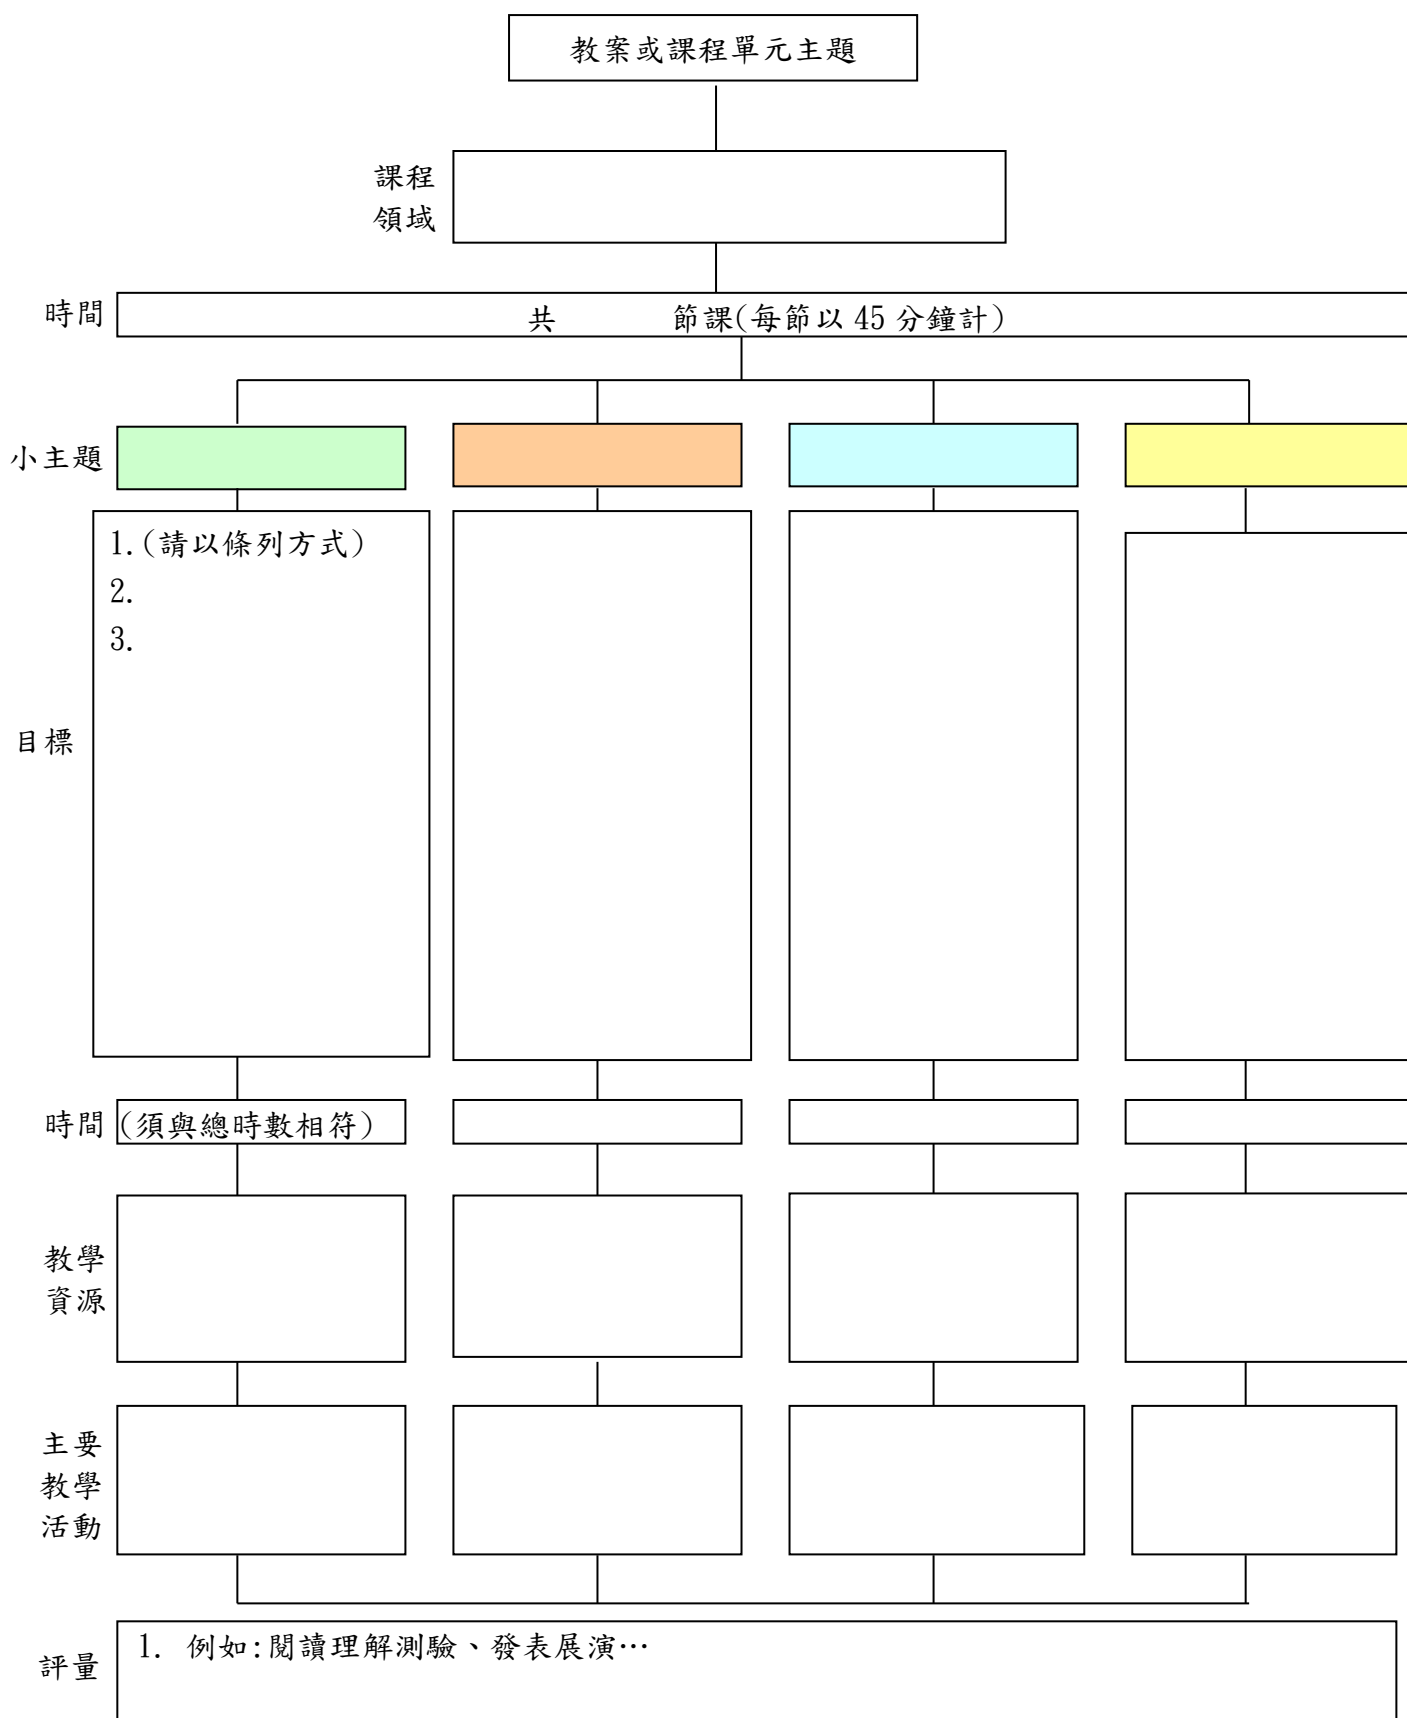 教案或課程單元主題
課程
領域
時間
共 節課(每節以 45 分鐘計)
小主題
1.(請以條列方式)
2.
3.
目標
時間
(須與總時數相符)
教學
資源
主要
教學
活動
評量
1. 例如:閱讀理解測驗、發表展演…